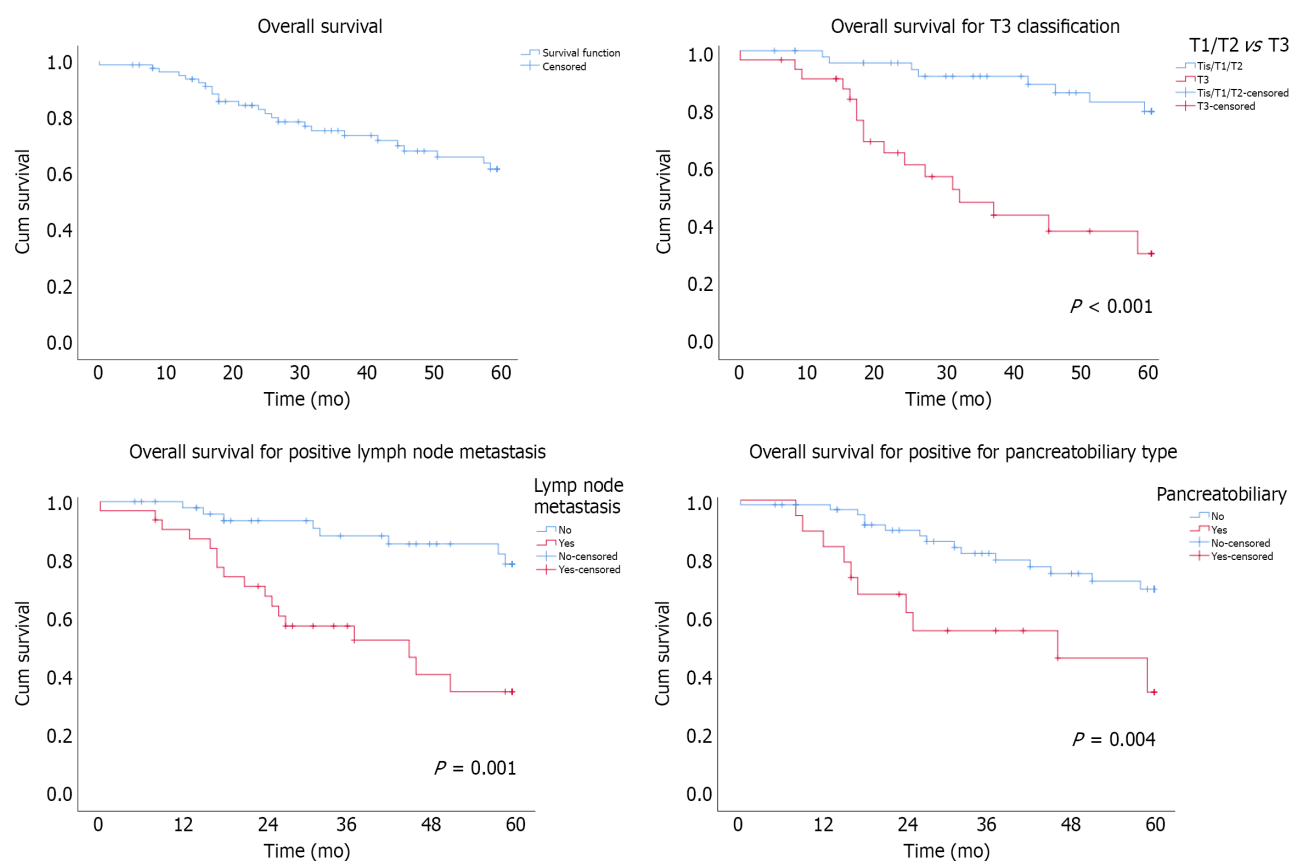 Overall survival
Survival function
Censored
Cum survival
1.0
0.8
0.6
0.4
0.2
0.0
0 10 20 30 40 50 60
Time (mo)
Overall survival for T3 classification
T1/T2 vs T3
Tis/T1/T2
T3
Tis/T1/T2-censored
T3-censored
Cum survival
1.0
0.8
0.6
0.4
0.2
0.0
P < 0.001
0 10 20 30 40 50 60
Time (mo)
Overall survival for positive lymph node metastasis
Lymp node
metastasis
No
Yes
No-censored
Yes-censored
Cum survival
1.0
0.8
0.6
0.4
0.2
0.0
P = 0.001
0 12 24 36 48 60
Time (mo)
Overall survival for positive for pancreatobiliary type
Pancreatobiliary
No
Yes
No-censored
Yes-censored
Cum survival
1.0
0.8
0.6
0.4
0.2
0.0
P = 0.004
0 12 24 36 48 60
Time (mo)